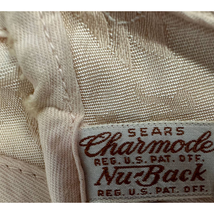 SEARS
Charmode
REG. U.S. PAT. OFF.
Nu-Back
REG. U.S. PAT. OFF.